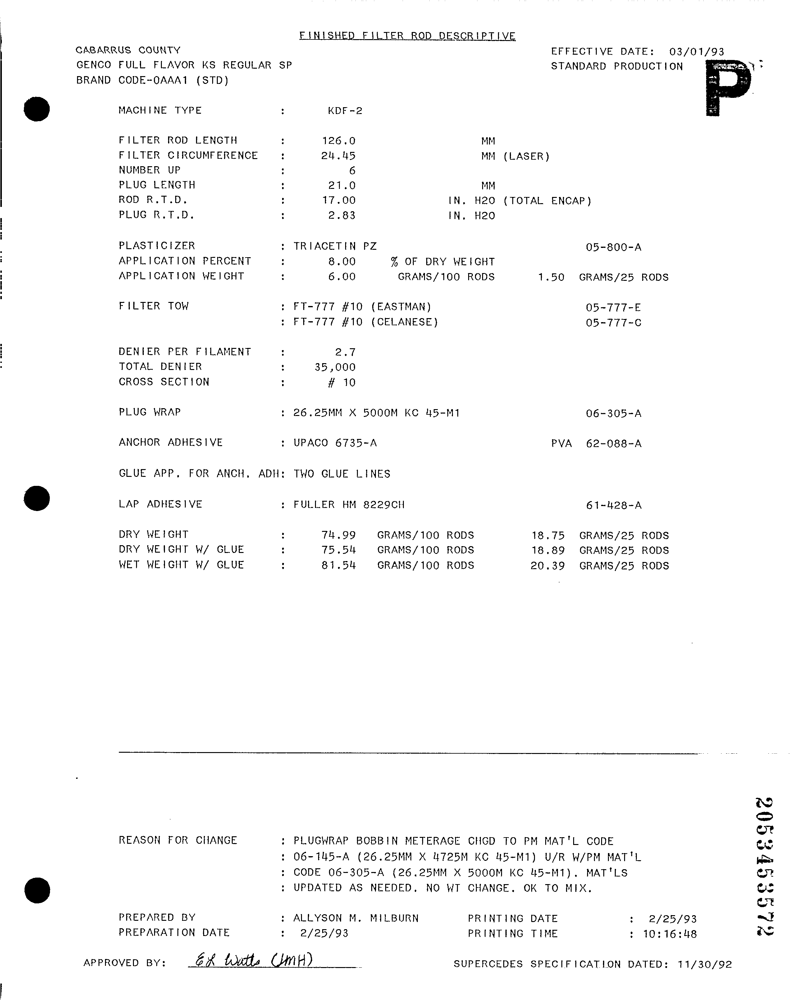 FINISHED FILTER ROD DESCRIPTIVE
CABARRUS COUNTY EFFECTIVE DATE: 03/01/93
GENCO FULL FLAVOR KS REGULAR SP STANDARD PRODUCTION
BRAND CODE-0AAA1 (STD)
P
MACHINE TYPE : KDF-2
FILTER ROD LENGTH : 126.0 MM
FILTER CIRCUMFERENCE : 24.45 MM (LASER)
NUMBER UP : 6
PLUG LENGTH : 21.0 MM
ROD R.T.D. : 17.00 IN. H2O (TOTAL ENCAP)
PLUG R.T.D. : 2.83 IN. H2O
PLASTICIZER : TRIACETIN PZ 05-800-A
APPLICATION PERCENT : 8.00 % OF DRY WEIGHT
APPLICATION WEIGHT : 6.00 GRAMS/100 RODS 1.50 GRAMS/25 RODS
FILTER TOW : FT-777 #10 (EASTMAN) 05-777-E
: FT-777 #10 (CELANESE) 05-777-C
DENIER PER FILAMENT : 2.7
TOTAL DENIER : 35,000
CROSS SECTION : # 10
PLUG WRAP : 26.25MM X 5000M KC 45-M1 06-305-A
ANCHOR ADHESIVE : UPACO 6735-A PVA 62-088-A
GLUE APP. FOR ANCH. ADH: TWO GLUE LINES
LAP ADHESIVE : FULLER HM 8229CH 61-428-A
DRY WEIGHT : 74.99 GRAMS/100 RODS 18.75 GRAMS/25 RODS
DRY WEIGHT W/ GLUE : 75.54 GRAMS/100 RODS 18.89 GRAMS/25 RODS
WET WEIGHT W/ GLUE : 81.54 GRAMS/100 RODS 20.39 GRAMS/25 RODS
REASON FOR CHANGE : PLUGWRAP BOBBIN METERAGE CHGD TO PM MAT'L CODE
: 06-145-A (26.25MM X 4725M KC 45-M1) U/R W/PM MAT'L
: CODE 06-305-A (26.25MM X 5000M KC 45-M1). MAT'LS
: UPDATED AS NEEDED. NO WT CHANGE. OK TO MIX.
PREPARED BY : ALLYSON M. MILBURN PRINTING DATE : 2/25/93
PREPARATION DATE : 2/25/93 PRINTING TIME : 10:16:48
APPROVED BY: EL Watts (JMH) SUPERCEDES SPECIFICATION DATED: 11/30/92
2053453572